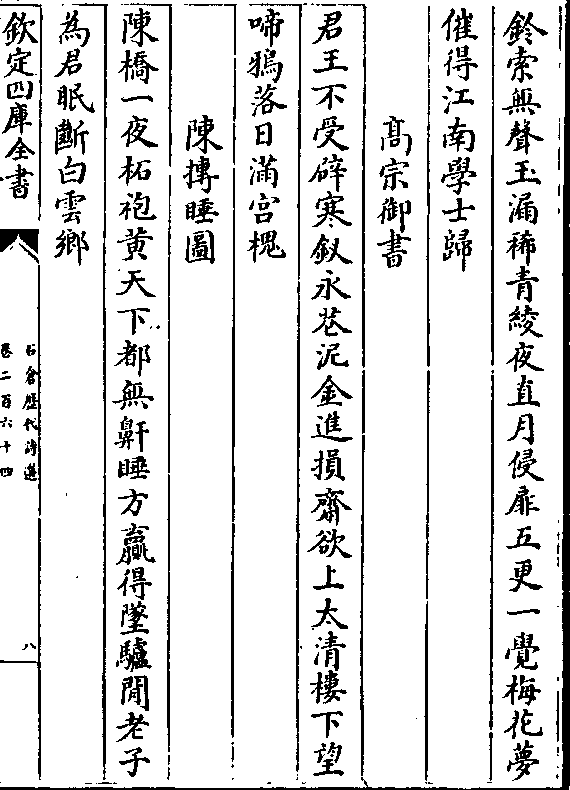 鈴索無聲玉漏稀青綾夜直月侵扉五更一覺梅花夢
催得江南學士歸
高宗御書
君王不受辟寒釵永巷泥金進損齋欲上太清樓下望
啼鴉落日滿宮槐
陳摶睡圖
陳橋一夜柘袍黃天下都無鼾睡方贏得墜驢閒老子
為君眠斷白雲鄉
欽定四庫全書
石倉歷代詩選
卷二百六十四
八